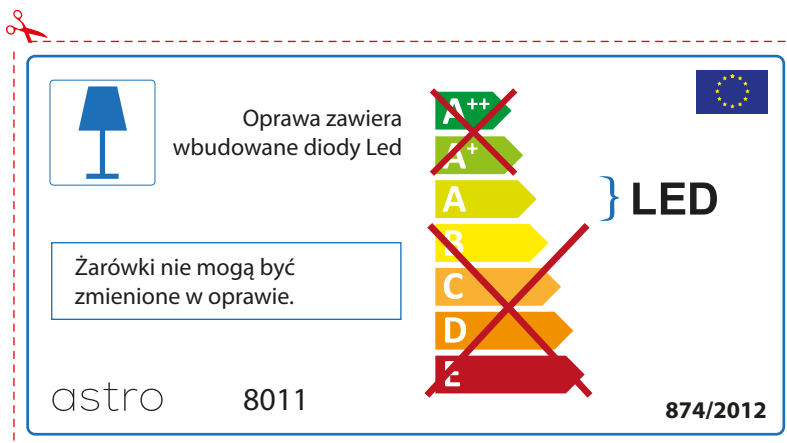 Oprawa zawiera
wbudowane diody Led
Żarówki nie mogą być
zmienione w oprawie.
A++
A+
A
B
C
D
E
LED
astro
8011
874/2012